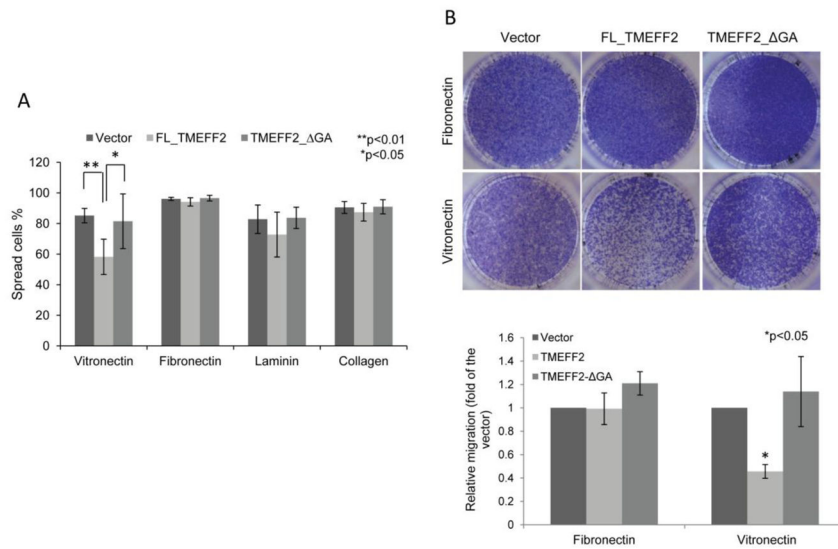 A
Vector FL_TMEFF2 TMEFF2_ΔGA
**p<0.01
*p<0.05
** *
Spread cells %
120
100
80
60
40
20
0
Vitronectin Fibronectin Laminin Collagen
B
Vector FL_TMEFF2 TMEFF2_ΔGA
Fibronectin
Vitronectin
Relative migration (fold of the
vector)
1.6
1.4
1.2
1
0.8
0.6
0.4
0.2
0
Vector
TMEFF2
TMEFF2-ΔGA
*p<0.05
*
Fibronectin Vitronectin